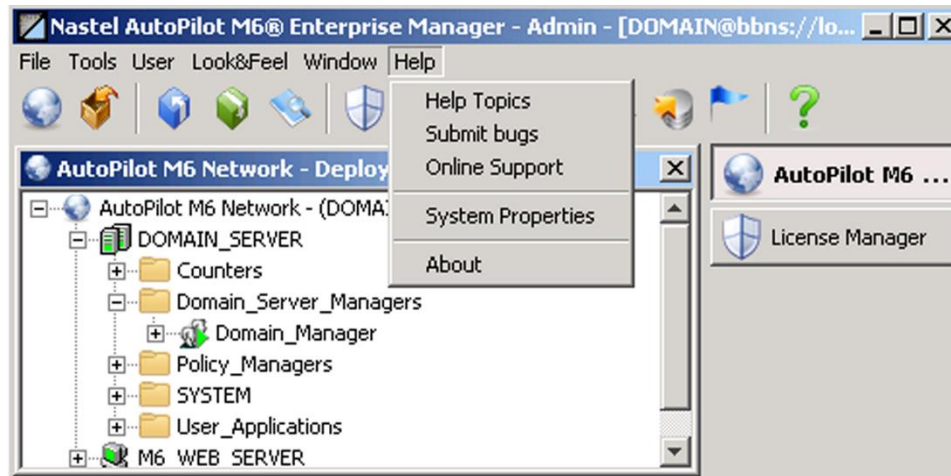 Nastel AutoPilot M6® Enterprise Manager - Admin - [DOMAIN@bbns://lo...
File Tools User Look&Feel Window Help
Help Topics
Submit bugs
Online Support
System Properties
About
AutoPilot M6 Network - Deploy
AutoPilot M6 Network - (DOMA
DOMAIN_SERVER
Counters
Domain_Server_Managers
Domain_Manager
Policy_Managers
SYSTEM
User_Applications
M6_WEB_SERVER
AutoPilot M6 ...
License Manager